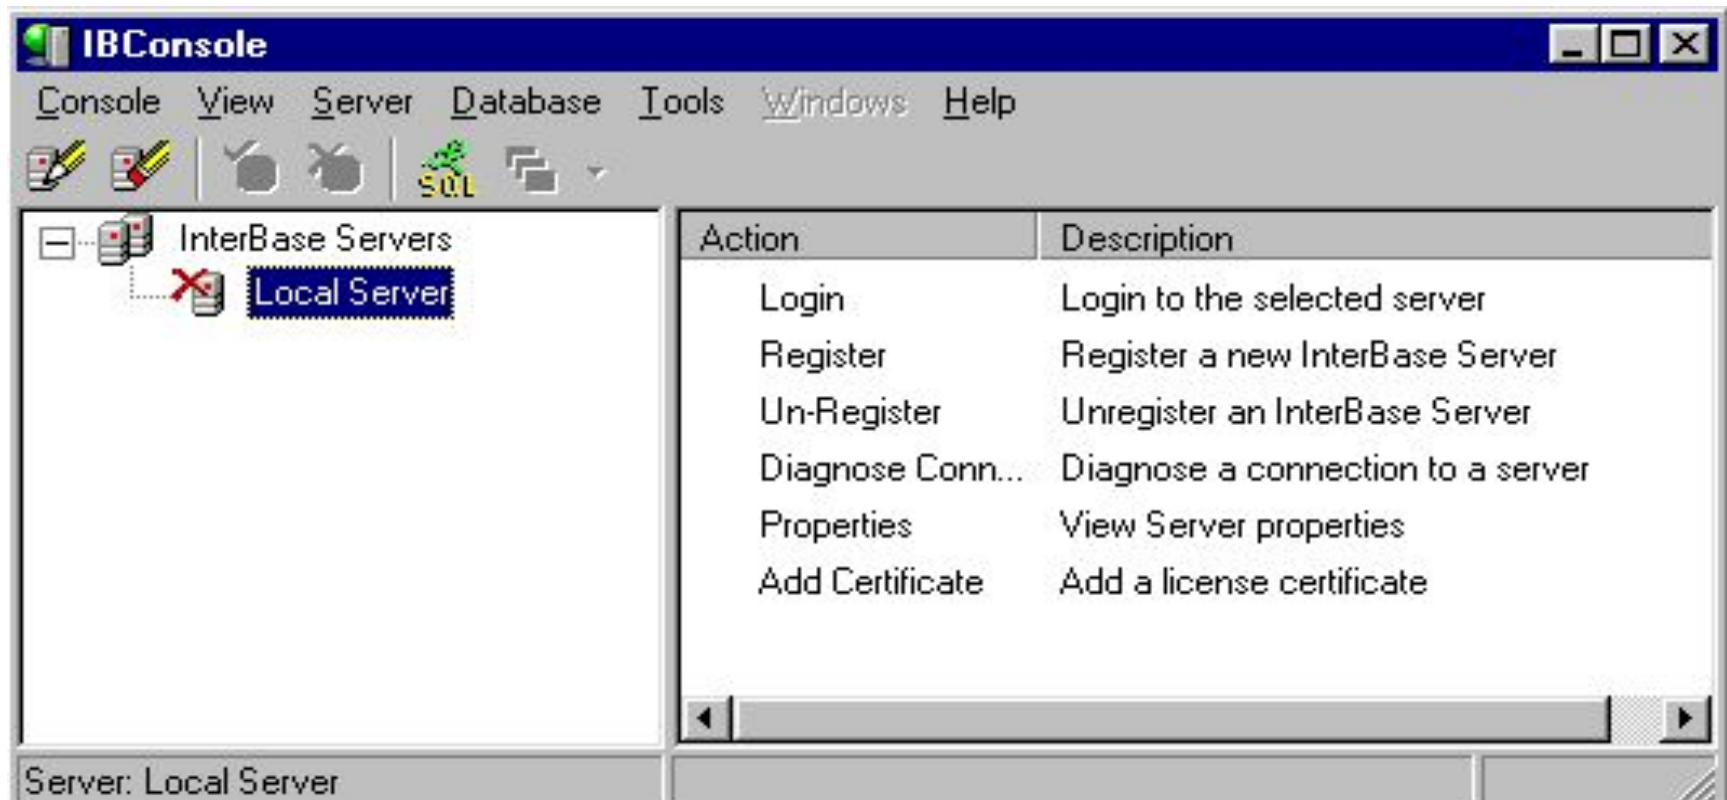 IBConsole
Console View Server Database Tools Windows Help
SQL
InterBase Servers
Local Server
Action Description
Login Login to the selected server
Register Register a new InterBase Server
Un-Register Unregister an InterBase Server
Diagnose Conn... Diagnose a connection to a server
Properties View Server properties
Add Certificate Add a license certificate
Server: Local Server